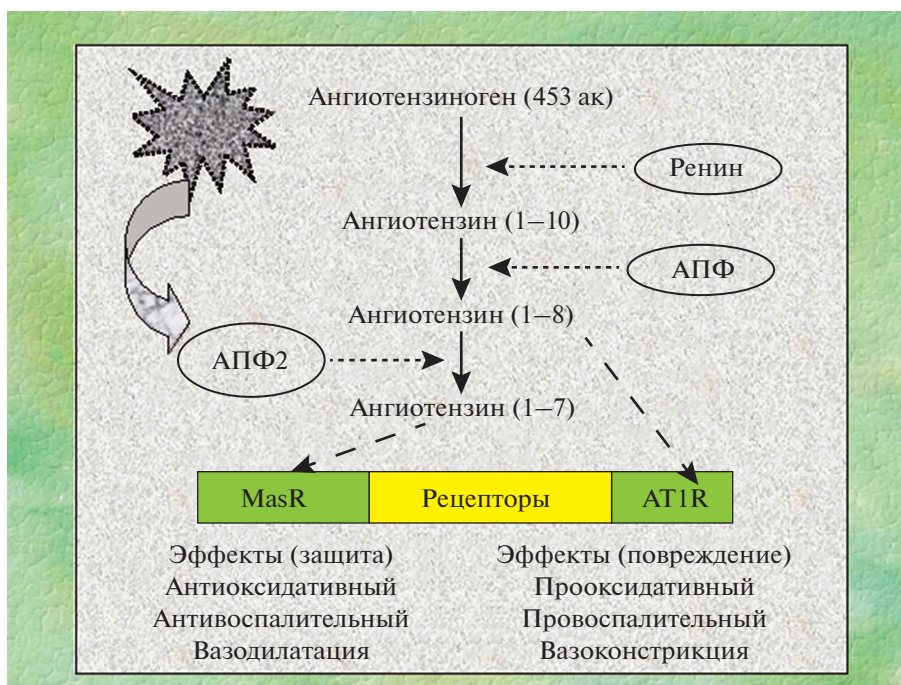 Ангиотензиноген (453 ак)
Ренин
Ангиотензин (1–10)
АПФ
Ангиотензин (1–8)
АПФ2
Ангиотензин (1–7)
MasR
Рецепторы
AT1R
Эффекты (защита)
Антиоксидативный
Антивоспалительный
Вазодилатация
Эффекты (повреждение)
Прооксидативный
Провоспалительный
Вазоконстрикция